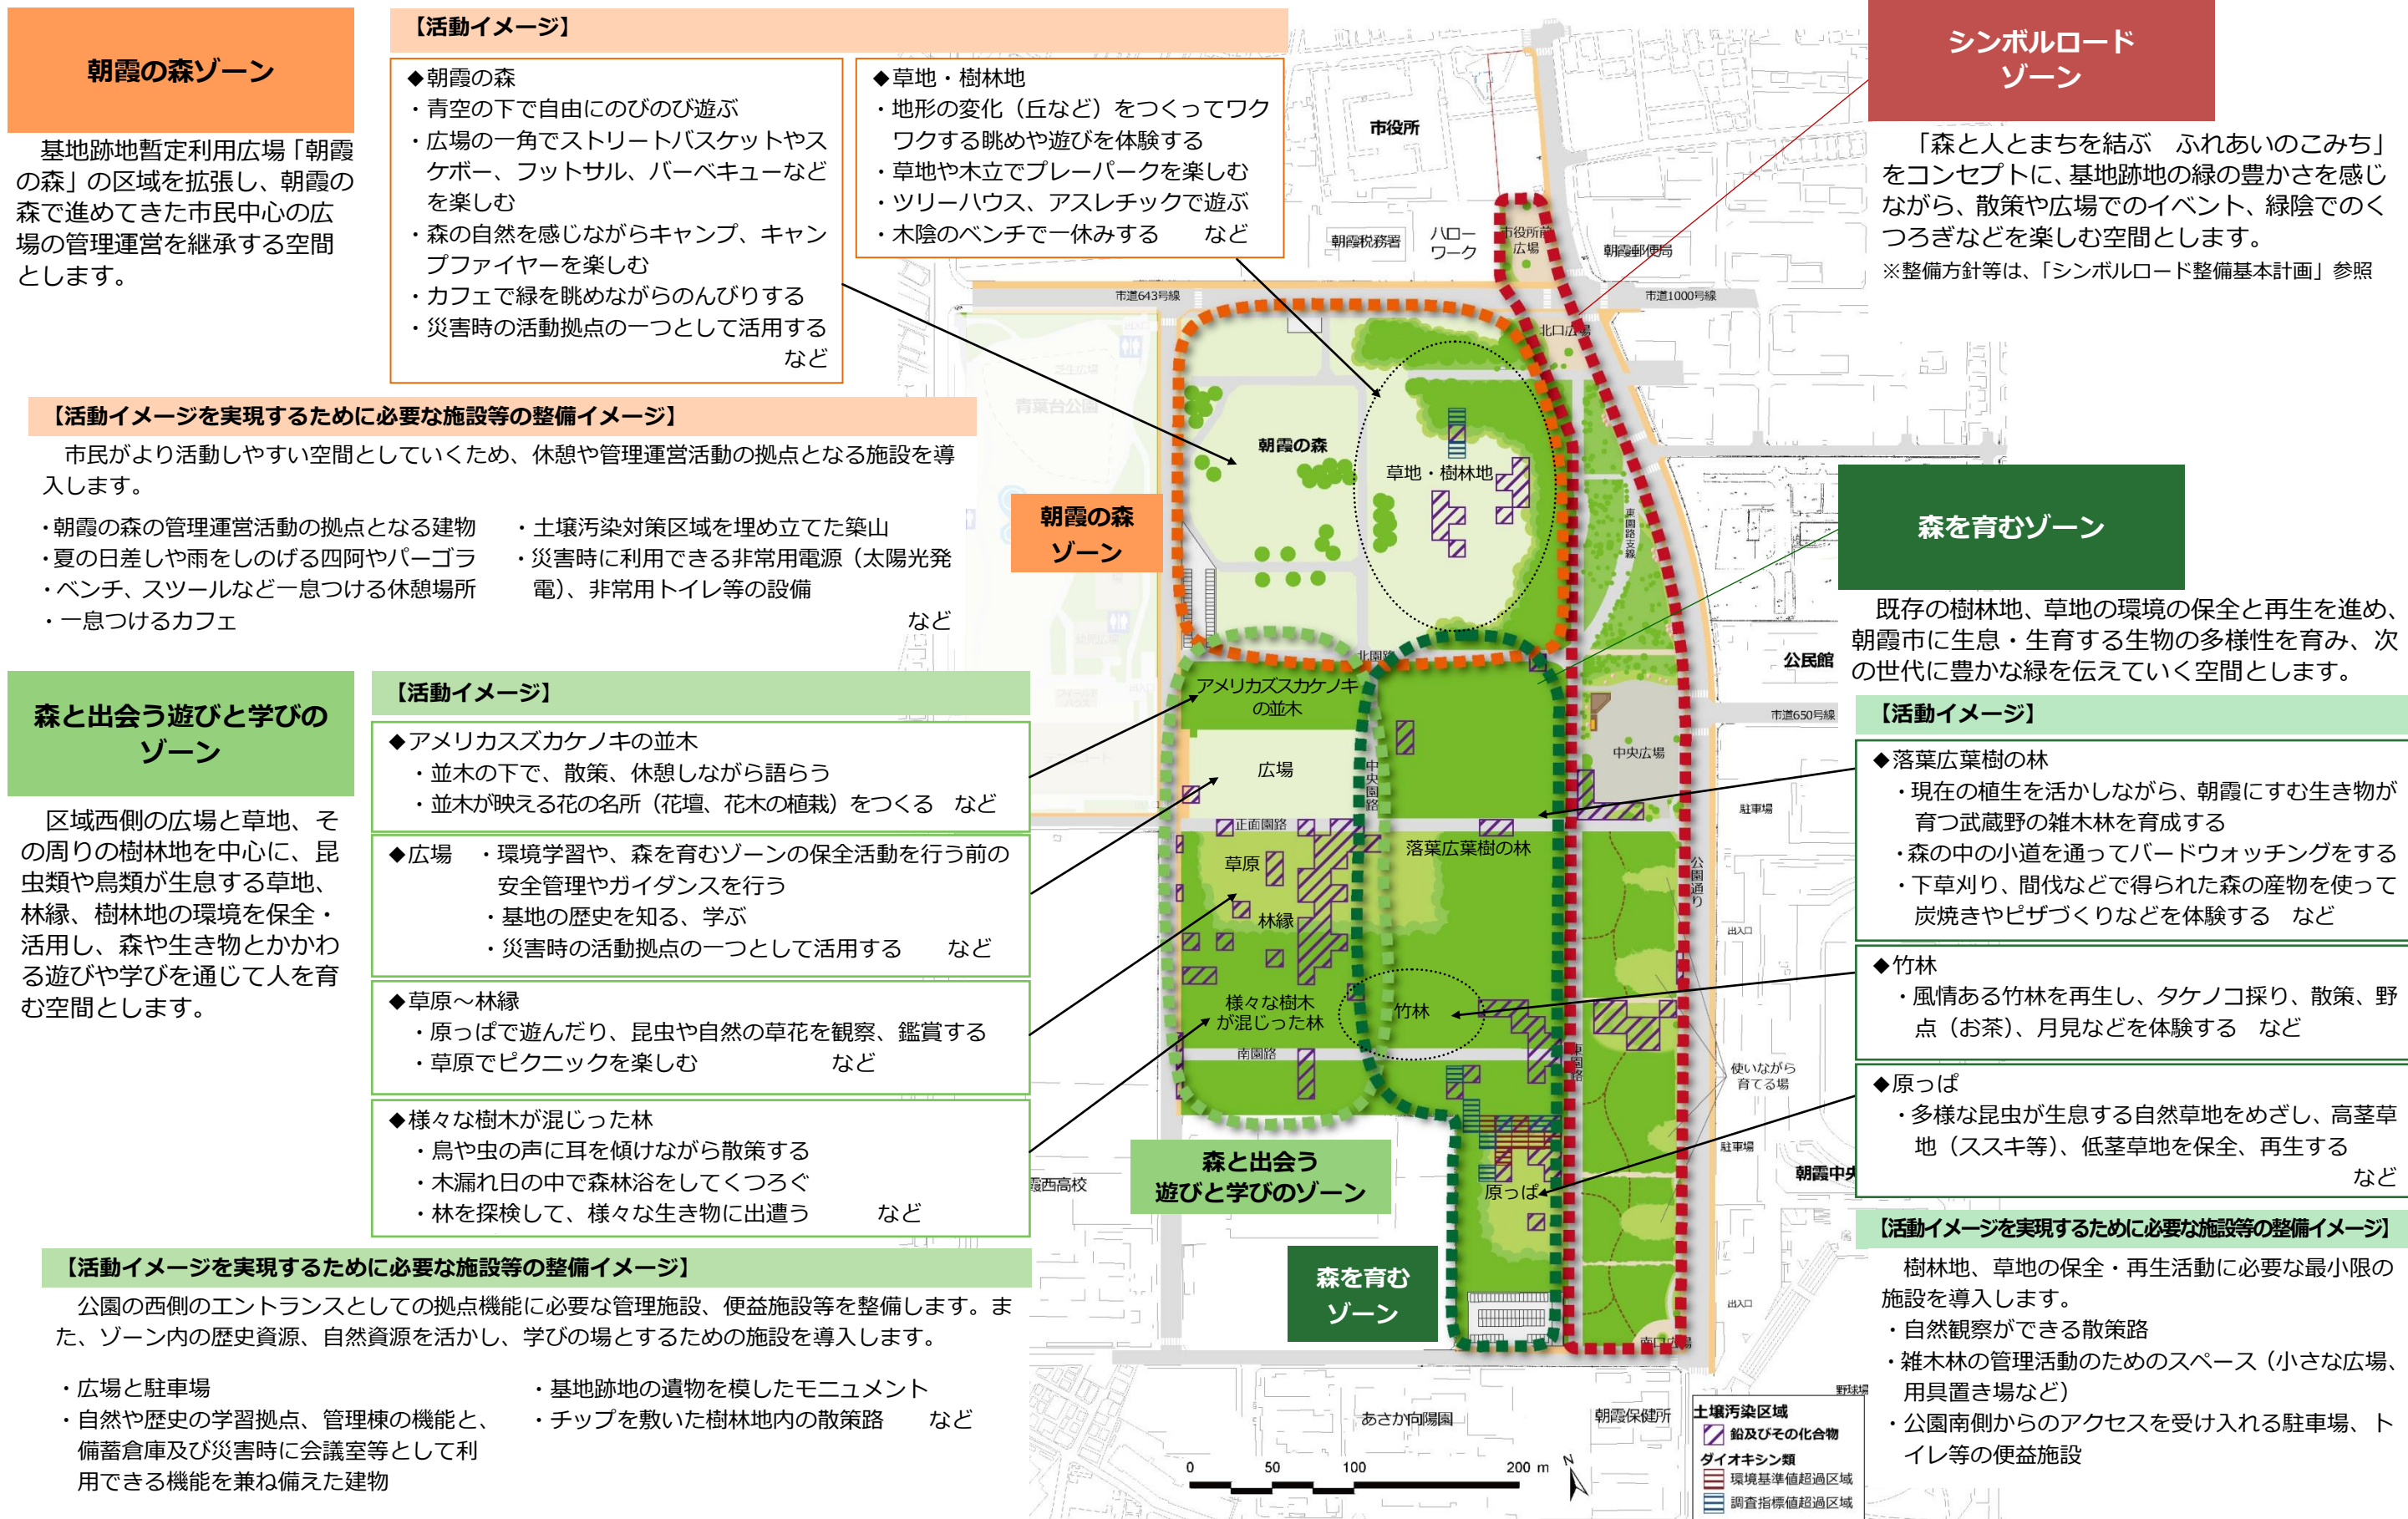 朝霞の森ゾーン
基地跡地暫定利用広場「朝霞
の森」の区域を拡張し、朝霞の
森で進めてきた市民中心の広
場の管理運営を継承する空間
とします。
【活動イメージ】
◆朝霞の森
・青空の下で自由にのびのび遊ぶ
・広場の一角でストリートバスケットやス
ケボー、フットサル、バーベキューなど
を楽しむ
・森の自然を感じながらキャンプ、キャン
プファイヤーを楽しむ
・カフェで緑を眺めながらのんびりする
・災害時の活動拠点の一つとして活用する
など
◆草地・樹林地
・地形の変化（丘など）をつくってワク
ワクする眺めや遊びを体験する
・草地や木立でプレーパークを楽しむ
・ツリーハウス、アスレチックで遊ぶ
・木陰のベンチで一休みする　など
【活動イメージを実現するために必要な施設等の整備イメージ】
市民がより活動しやすい空間としていくため、休憩や管理運営活動の拠点となる施設を導
入します。
・朝霞の森の管理運営活動の拠点となる建物
・夏の日差しや雨をしのげる四阿やパーゴラ
・ベンチ、スツールなど一息つける休憩場所
・一息つけるカフェ
・土壌汚染対策区域を埋め立てた築山
・災害時に利用できる非常用電源（太陽光発
電）、非常用トイレ等の設備
など
森と出会う遊びと学びの
ゾーン
区域西側の広場と草地、そ
の周りの樹林地を中心に、昆
虫類や鳥類が生息する草地、
林縁、樹林地の環境を保全・
活用し、森や生き物とかかわ
る遊びや学びを通じて人を育
む空間とします。
【活動イメージ】
◆アメリカスズカケノキの並木
・並木の下で、散策、休憩しながら語らう
・並木が映える花の名所（花壇、花木の植栽）をつくる　など
◆広場　・環境学習や、森を育むゾーンの保全活動を行う前の
安全管理やガイダンスを行う
・基地の歴史を知る、学ぶ
・災害時の活動拠点の一つとして活用する　など
◆草原～林縁
・原っぱで遊んだり、昆虫や自然の草花を観察、鑑賞する
・草原でピクニックを楽しむ　など
◆様々な樹木が混じった林
・鳥や虫の声に耳を傾けながら散策する
・木漏れ日の中で森林浴をしてくつろぐ
・林を探検して、様々な生き物に出遭う　など
【活動イメージを実現するために必要な施設等の整備イメージ】
公園の西側のエントランスとしての拠点機能に必要な管理施設、便益施設等を整備します。ま
た、ゾーン内の歴史資源、自然資源を活かし、学びの場とするための施設を導入します。
・広場と駐車場
・自然や歴史の学習拠点、管理棟の機能と、
備蓄倉庫及び災害時に会議室等として利
用できる機能を兼ね備えた建物
・基地跡地の遺物を模したモニュメント
・チップを敷いた樹林地内の散策路　など
シンボルロード
ゾーン
「森と人とまちを結ぶ　ふれあいのこみち」
をコンセプトに、基地跡地の緑の豊かさを感じ
ながら、散策や広場でのイベント、緑陰でのく
つろぎなどを楽しむ空間とします。
※整備方針等は、「シンボルロード整備基本計画」参照
森を育むゾーン
既存の樹林地、草地の環境の保全と再生を進め、
朝霞市に生息・生育する生物の多様性を育み、次
の世代に豊かな緑を伝えていく空間とします。
【活動イメージ】
◆落葉広葉樹の林
・現在の植生を活かしながら、朝霞にすむ生き物が
育つ武蔵野の雑木林を育成する
・森の中の小道を通ってバードウォッチングをする
・下草刈り、間伐などで得られた森の産物を使って
炭焼きやピザづくりなどを体験する　など
◆竹林
・風情ある竹林を再生し、タケノコ採り、散策、野
点（お茶）、月見などを体験する　など
◆原っぱ
・多様な昆虫が生息する自然草地をめざし、高茎草
地（ススキ等）、低茎草地を保全、再生する
など
【活動イメージを実現するために必要な施設等の整備イメージ】
樹林地、草地の保全・再生活動に必要な最小限の
施設を導入します。
・自然観察ができる散策路
・雑木林の管理活動のためのスペース（小さな広場、
用具置き場など）
・公園南側からのアクセスを受け入れる駐車場、ト
イレ等の便益施設
市役所
朝霞税務署
ハロー
ワーク
市役所前
広場
朝霞郵便局
市道643号線
市道1000号線
北口広場
芝生広場
青葉台公園
朝霞の森
草地・樹林地
朝霞の森
ゾーン
東園路支線
公民館
北園路
アメリカズスカケノキ
の並木
市道650号線
広場
中央園路
中央広場
駐車場
正面園路
草原
落葉広葉樹の林
公園通り
林縁
出入口
様々な樹木
が混じった林
竹林
南園路
東園路
使いながら
育てる場
駐車場
朝霞中央
霞西高校
森と出会う
遊びと学びのゾーン
原っぱ
森を育む
ゾーン
出入口
南口広場
野球場
あさか向陽園
朝霞保健所
0 50 100 200 m
N
土壌汚染区域
鉛及びその化合物
ダイオキシン類
環境基準値超過区域
調査指標値超過区域